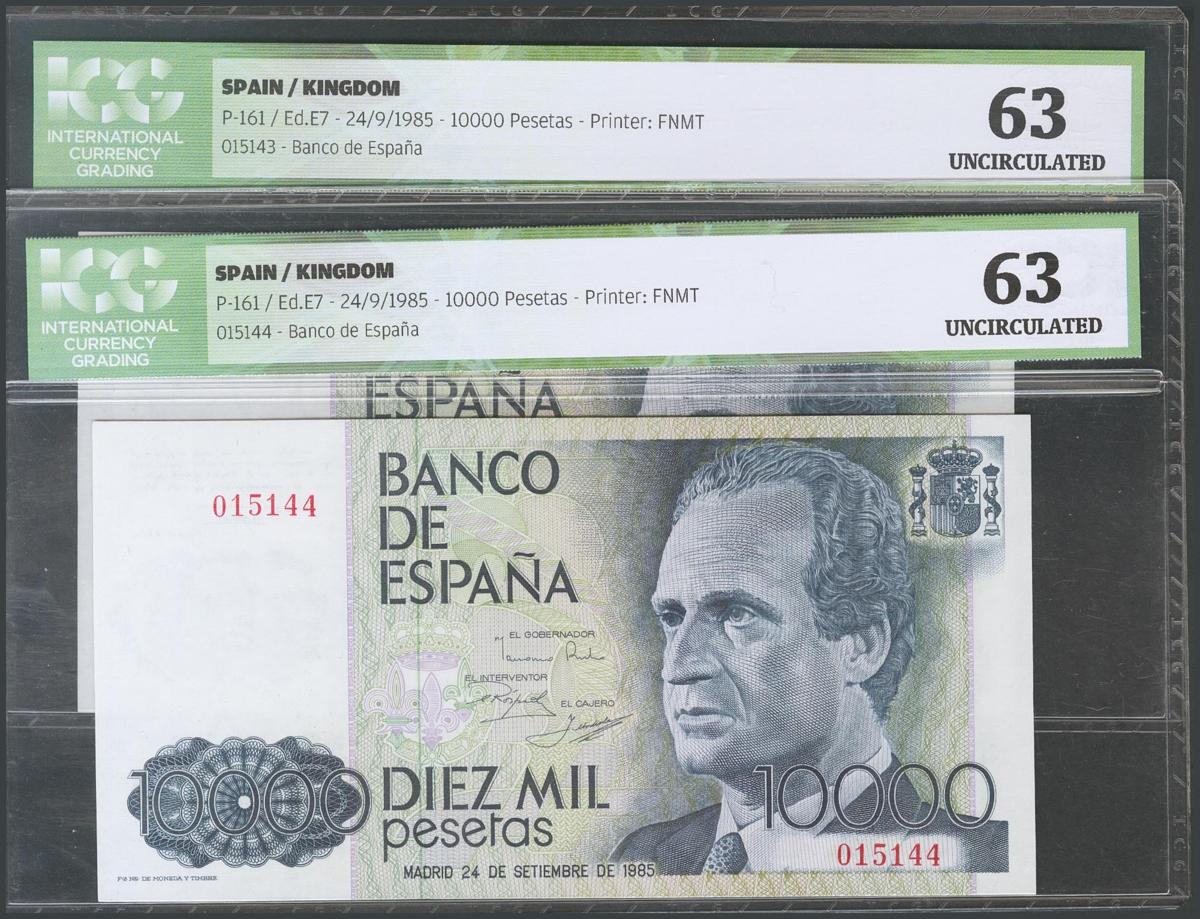 ICG
INTERNATIONAL
CURRENCY
GRADING
SPAIN / KINGDOM
P-161 / Ed.E7 - 24/9/1985 - 10000 Pesetas - Printer: FNMT
015143 - Banco de España
63
UNCIRCULATED
ICG
INTERNATIONAL
CURRENCY
GRADING
SPAIN / KINGDOM
P-161 / Ed.E7 - 24/9/1985 - 10000 Pesetas - Printer: FNMT
015144 - Banco de España
63
UNCIRCULATED
ESPAÑA
015144
BANCO
DE
ESPAÑA
EL GOBERNADOR
EL INTERVENTOR
EL CAJERO
10000
DIEZ MIL
pesetas
10000
015144
MADRID 24 DE SETIEMBRE DE 1985
DE MONEDA Y TIMBRE